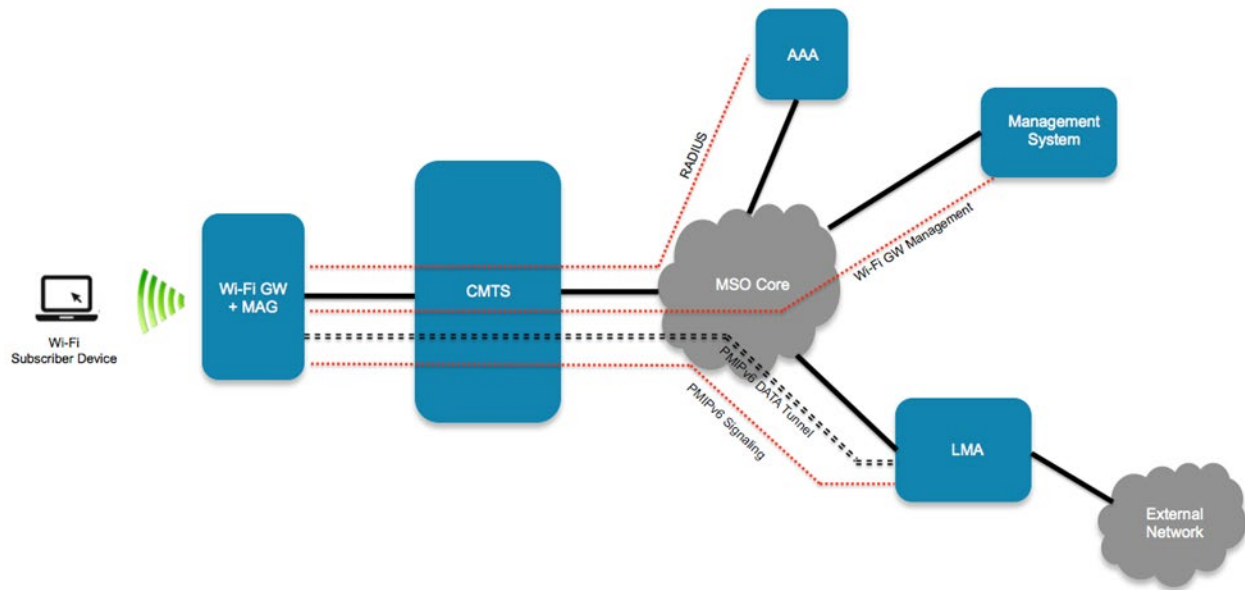 AAA
Management
System
RADIUS
Wi-Fi GW Management
Wi-Fi GW
+ MAG
CMTS
MSO Core
Wi-Fi
Subscriber Device
PMIPv6 DATA Tunnel
PMIPv6 Signaling
LMA
External
Network